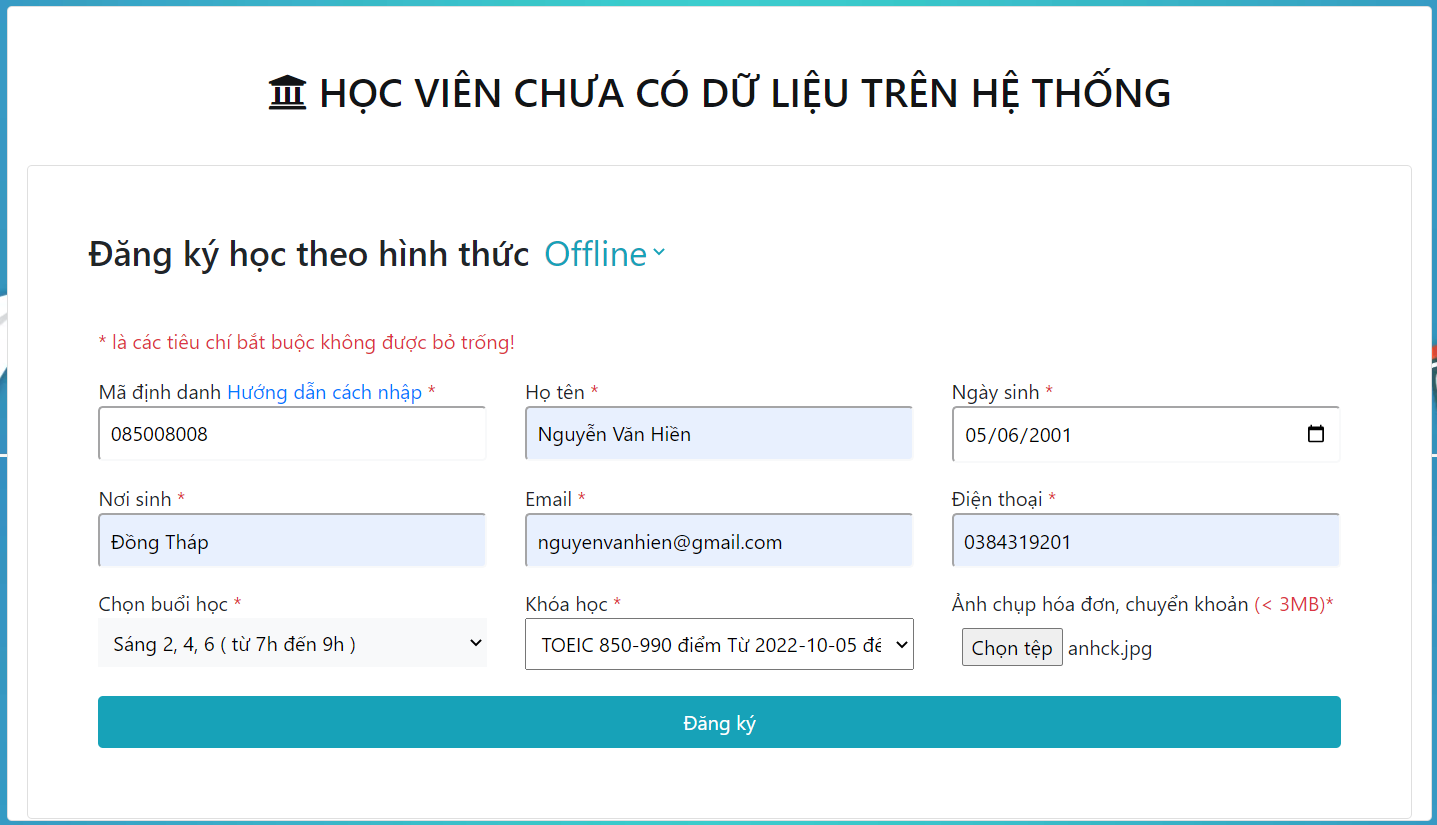 HỌC VIÊN CHƯA CÓ DỮ LIỆU TRÊN HỆ THỐNG
Đăng ký học theo hình thức Offline
* là các tiêu chí bắt buộc không được bỏ trống!
Mã định danh Hướng dẫn cách nhập *
085008008
Họ tên *
Nguyễn Văn Hiền
Ngày sinh *
05/06/2001
Nơi sinh *
Đồng Tháp
Email *
nguyenvanhien@gmail.com
Điện thoại *
0384319201
Chọn buổi học *
Sáng 2, 4, 6 ( từ 7h đến 9h )
Khóa học *
TOEIC 850-990 điểm Từ 2022-10-05
Ảnh chụp hóa đơn, chuyển khoản (< 3MB)*
Chọn tệp anhck.jpg
Đăng ký